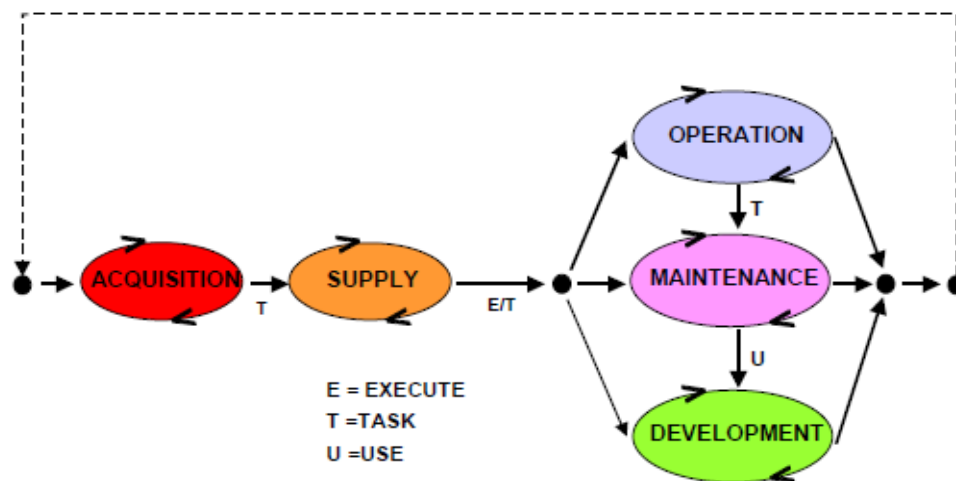 OPERATION
T
ACQUISITION
T
SUPPLY
E/T
MAINTENANCE
U
DEVELOPMENT
E = EXECUTE
T =TASK
U =USE